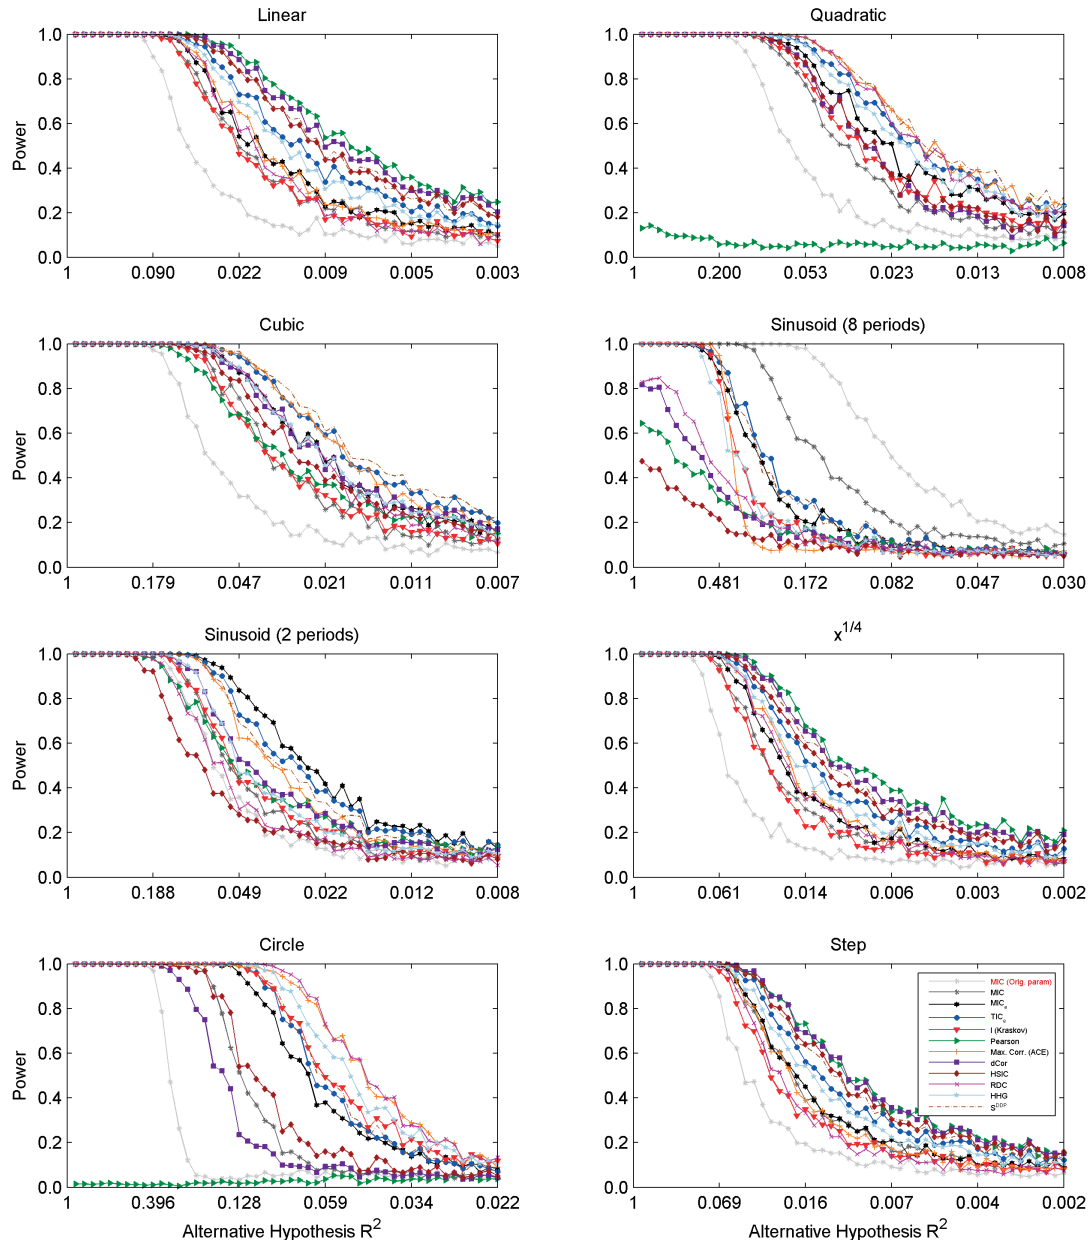 Linear
Power
1.0
0.8
0.6
0.4
0.2
0.0
1 0.090 0.022 0.009 0.005 0.003
Quadratic
Power
1.0
0.8
0.6
0.4
0.2
0.0
1 0.200 0.053 0.023 0.013 0.008
Cubic
Power
1.0
0.8
0.6
0.4
0.2
0.0
1 0.179 0.047 0.021 0.011 0.007
Sinusoid (8 periods)
Power
1.0
0.8
0.6
0.4
0.2
0.0
1 0.481 0.172 0.082 0.047 0.030
Sinusoid (2 periods)
Power
1.0
0.8
0.6
0.4
0.2
0.0
1 0.188 0.049 0.022 0.012 0.008
x^1/4
Power
1.0
0.8
0.6
0.4
0.2
0.0
1 0.061 0.014 0.006 0.003 0.002
Circle
Power
1.0
0.8
0.6
0.4
0.2
0.0
1 0.396 0.128 0.059 0.034 0.022
Alternative Hypothesis R^2
Step
Power
1.0
0.8
0.6
0.4
0.2
0.0
1 0.069 0.016 0.007 0.004 0.002
Alternative Hypothesis R^2
MIC (Orig. param)
MIC
MIC_e
TIC_e
I (Kraskov)
Pearson
Max. Corr. (ACE)
dCor
HSIC
RDC
HHG
S^DDP